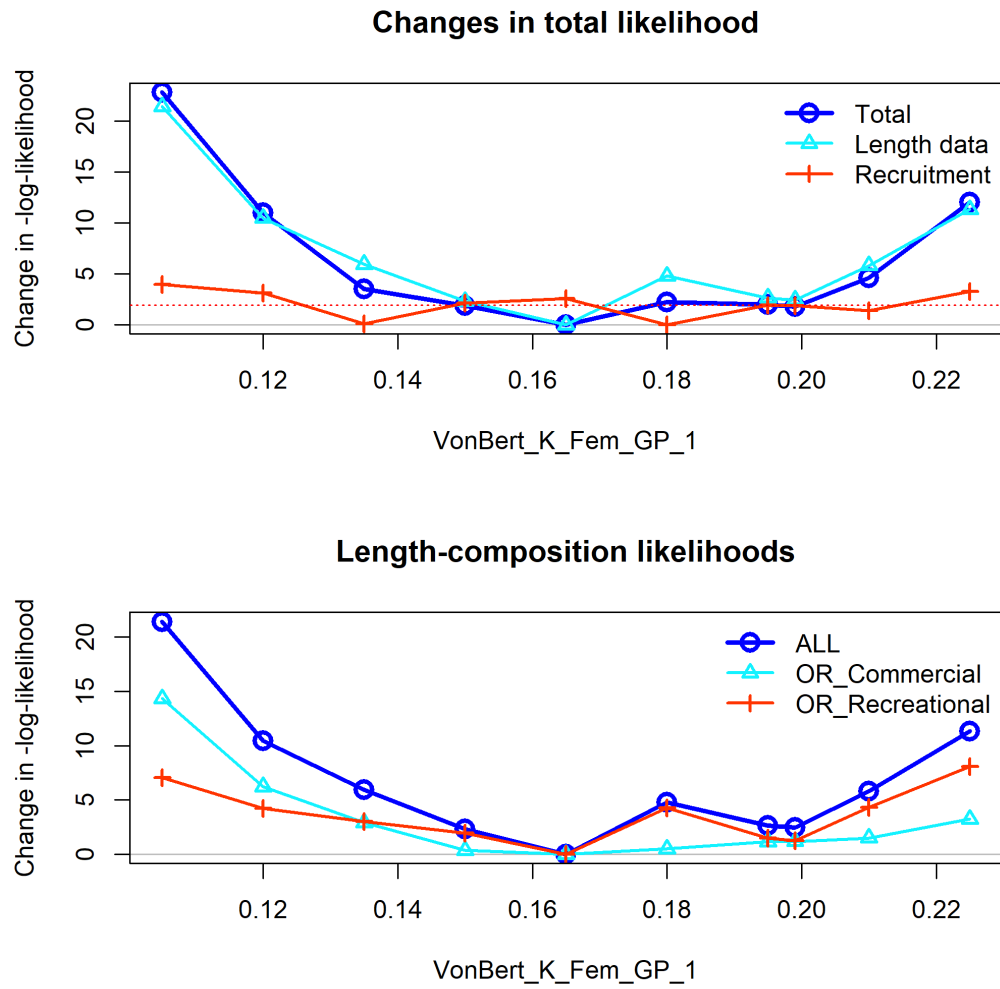 Changes in total likelihood
Change in -log-likelihood
20
15
10
5
0
Total
Length data
Recruitment
0.12 0.14 0.16 0.18 0.20 0.22
VonBert_K_Fem_GP_1
Length-composition likelihoods
Change in -log-likelihood
20
15
10
5
0
ALL
OR_Commercial
OR_Recreational
0.12 0.14 0.16 0.18 0.20 0.22
VonBert_K_Fem_GP_1